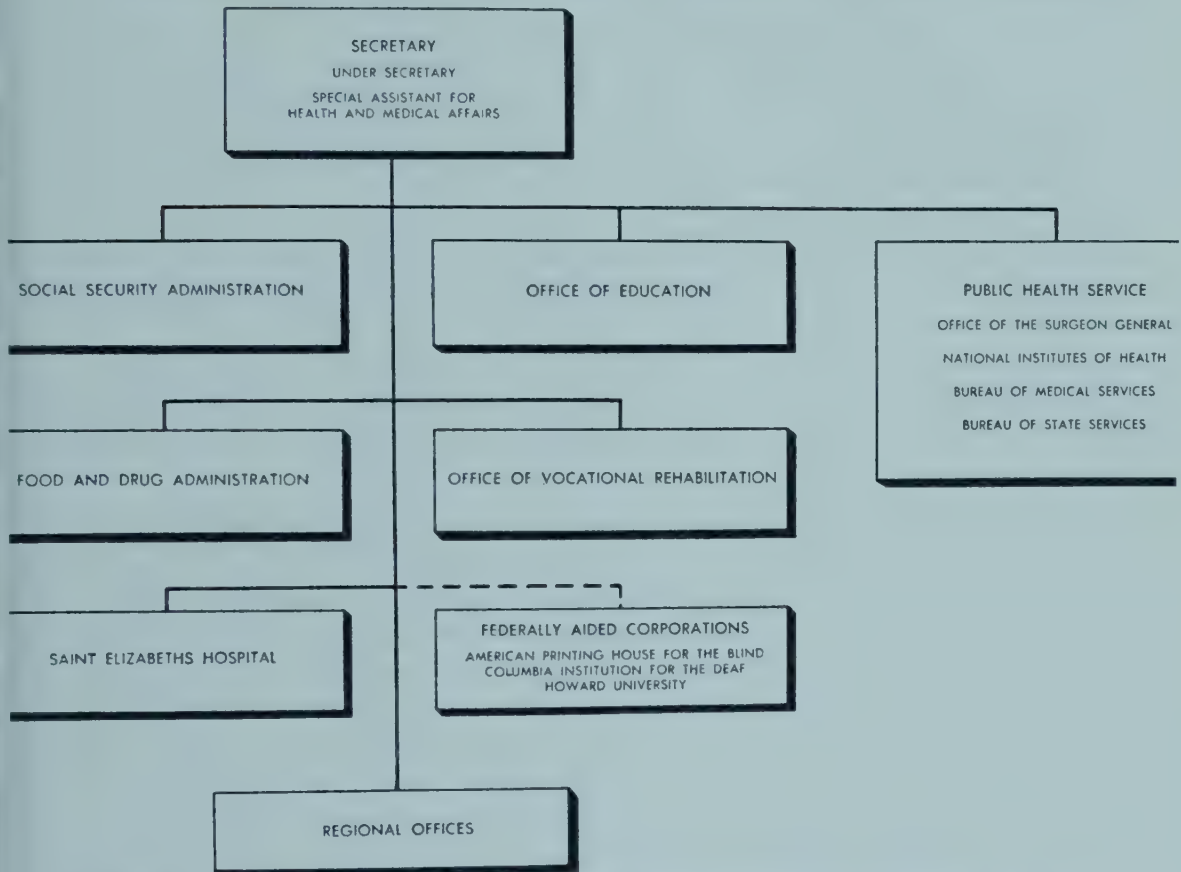 SECRETARY
UNDER SECRETARY
SPECIAL ASSISTANT FOR
HEALTH AND MEDICAL AFFAIRS
SOCIAL SECURITY ADMINISTRATION
OFFICE OF EDUCATION
PUBLIC HEALTH SERVICE
OFFICE OF THE SURGEON GENERAL
NATIONAL INSTITUTES OF HEALTH
BUREAU OF MEDICAL SERVICES
BUREAU OF STATE SERVICES
FOOD AND DRUG ADMINISTRATION
OFFICE OF VOCATIONAL REHABILITATION
SAINT ELIZABETHS HOSPITAL
FEDERALLY AIDED CORPORATIONS
AMERICAN PRINTING HOUSE FOR THE BLIND
COLUMBIA INSTITUTION FOR THE DEAF
HOWARD UNIVERSITY
REGIONAL OFFICES